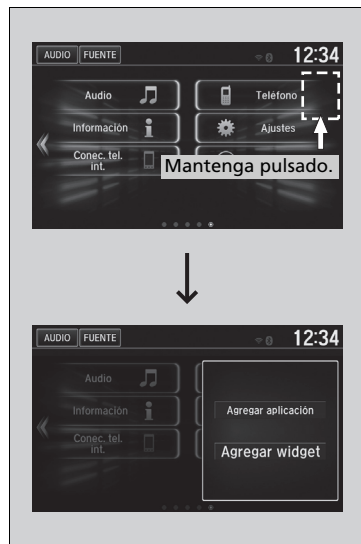 AUDIO FUENTE 12:34
Audio Teléfono
Información Ajustes
Conec. tel.
int.
Mantenga pulsado.
AUDIO FUENTE 12:34
Audio
Información
Conec. tel.
int.
Agregar aplicación
Agregar widget